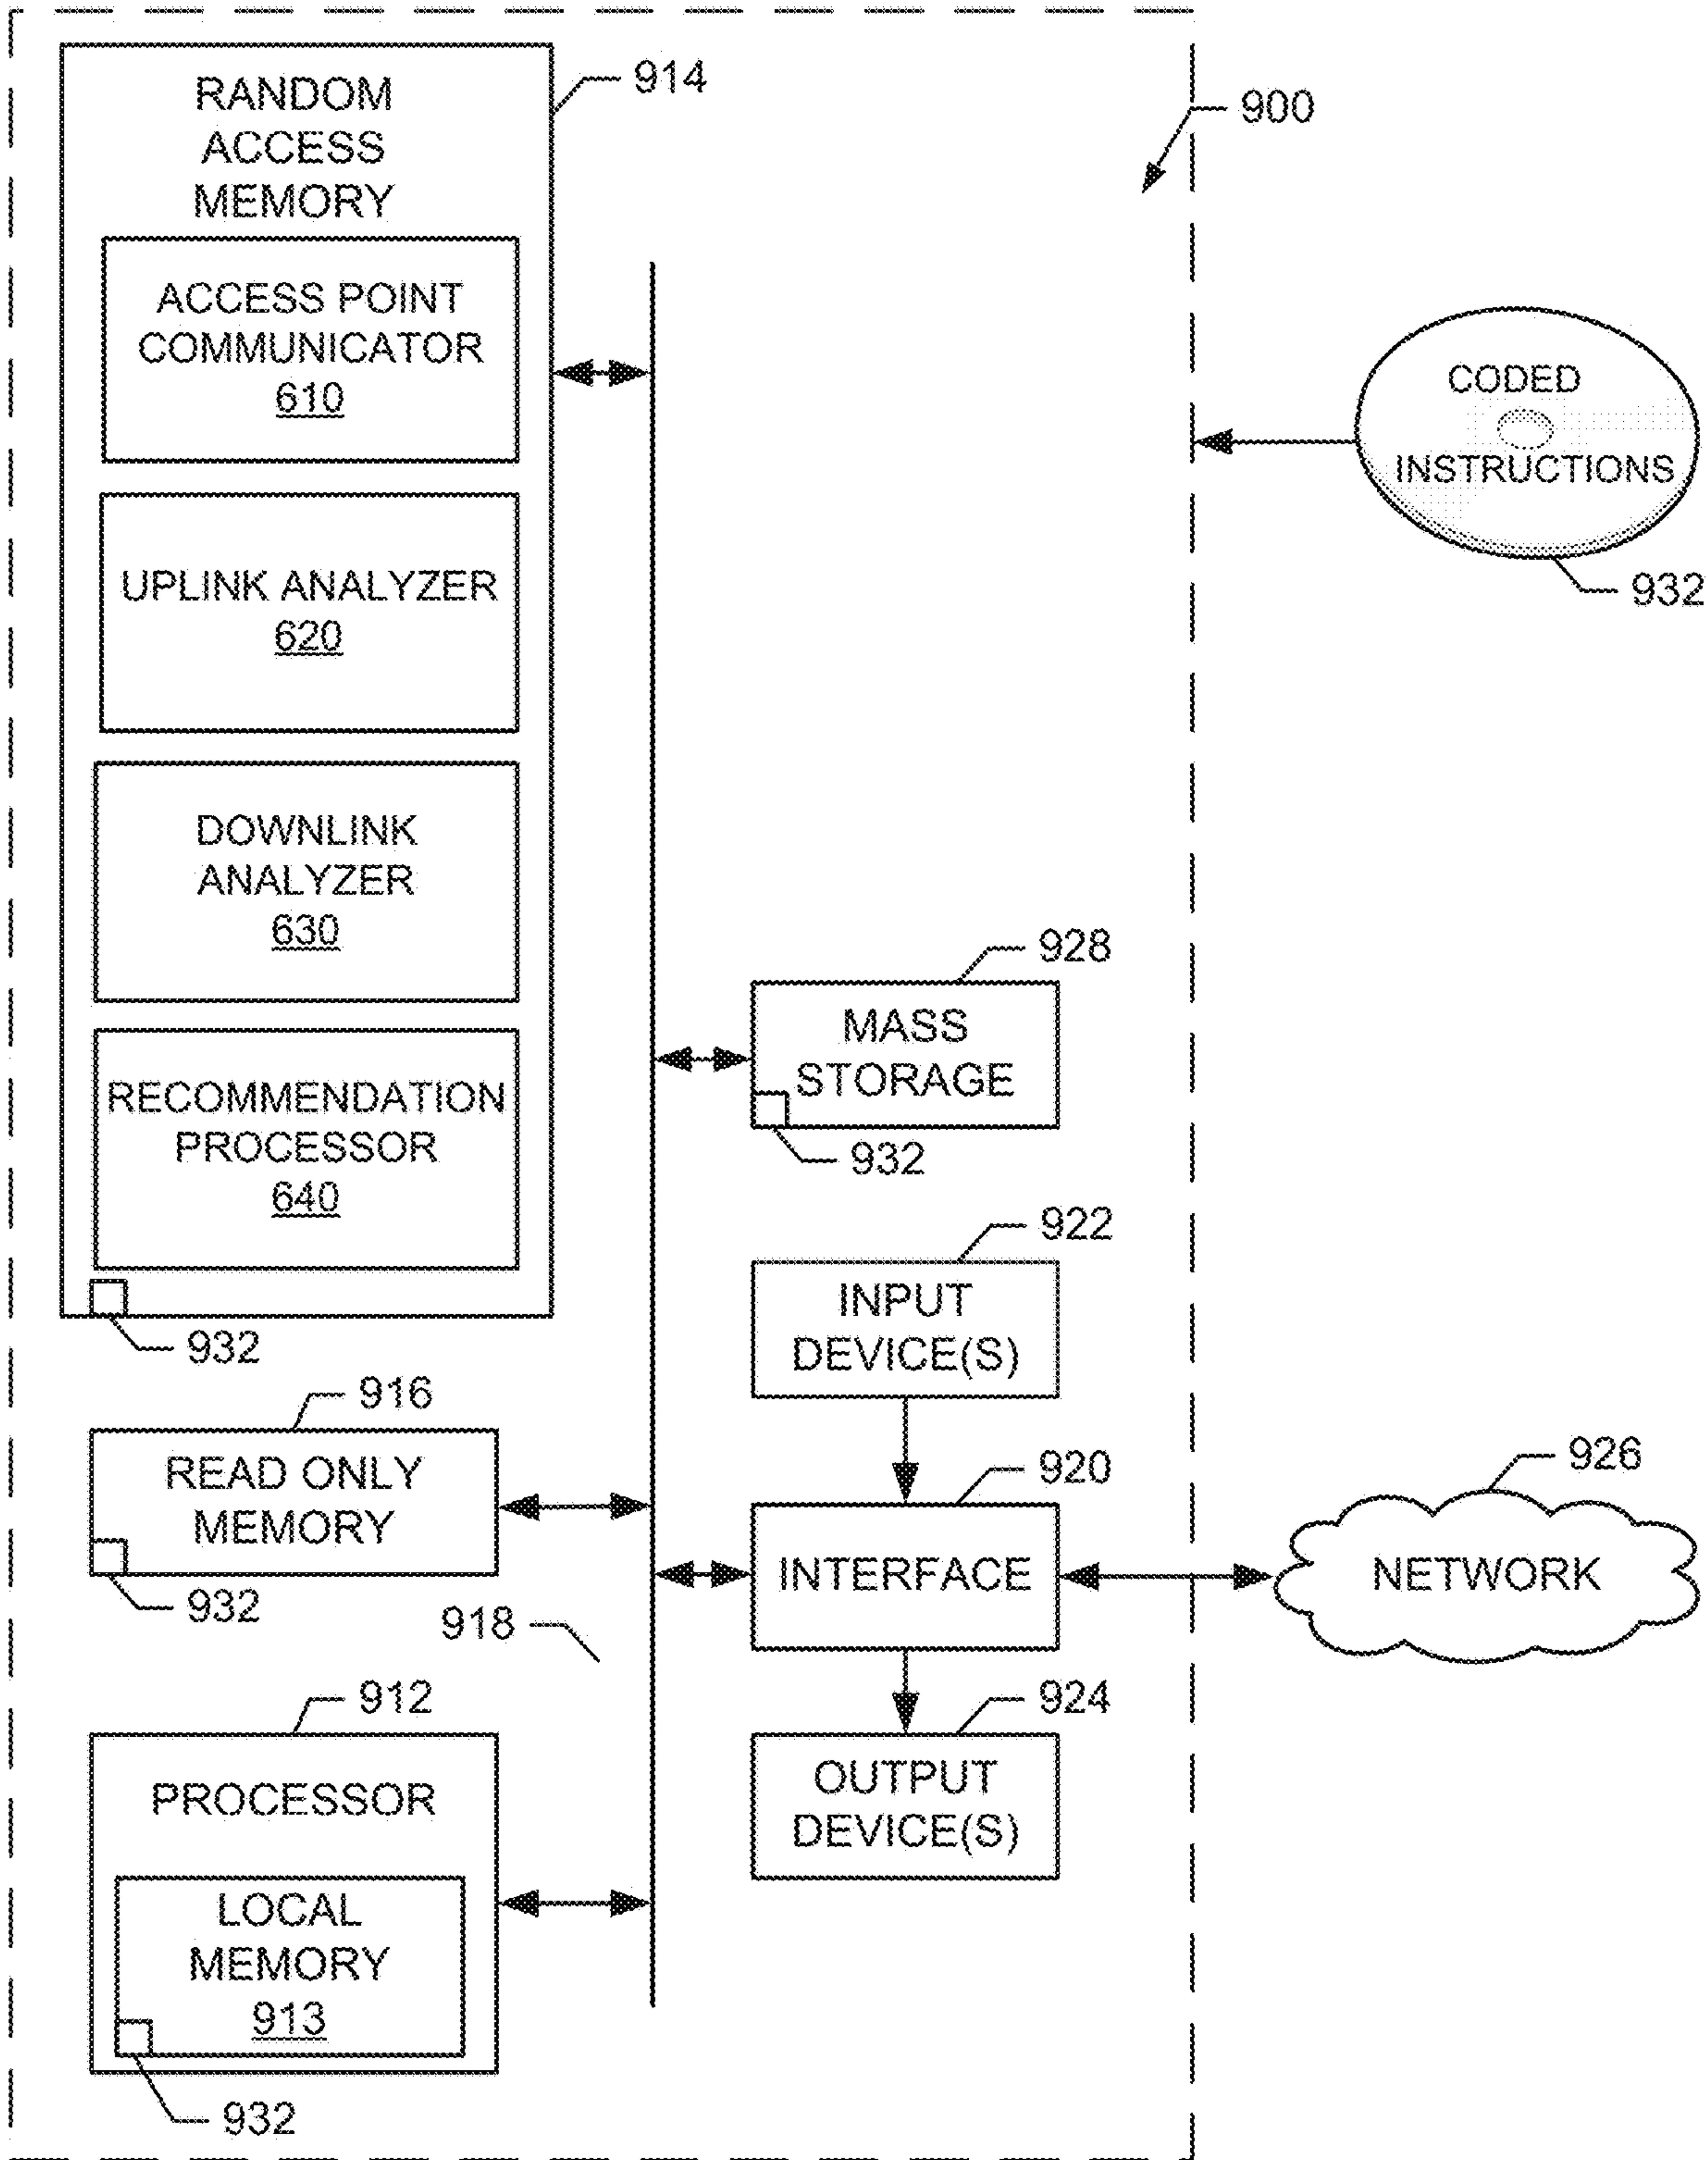 RANDOM
ACCESS
MEMORY
914
900
ACCESS POINT
COMMUNICATOR
610
CODED
INSTRUCTIONS
932
UPLINK ANALYZER
620
DOWNLINK
ANALYZER
630
928
MASS
STORAGE
932
RECOMMENDATION
PROCESSOR
640
932
922
INPUT
DEVICE(S)
916
READ ONLY
MEMORY
932
920
INTERFACE
926
NETWORK
918
912
PROCESSOR
LOCAL
MEMORY
913
932
924
OUTPUT
DEVICE(S)